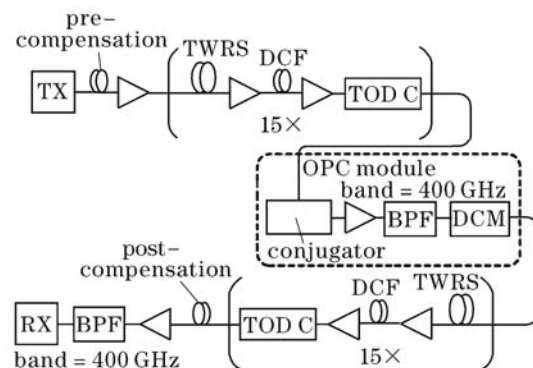 pre-
compensation
TX
TWRS
DCF
TOD C
15×
OPC module
band = 400 GHz
BPF
DCM
conjugator
post-
compensation
RX
BPF
band = 400 GHz
TOD C
DCF
TWRS
15×